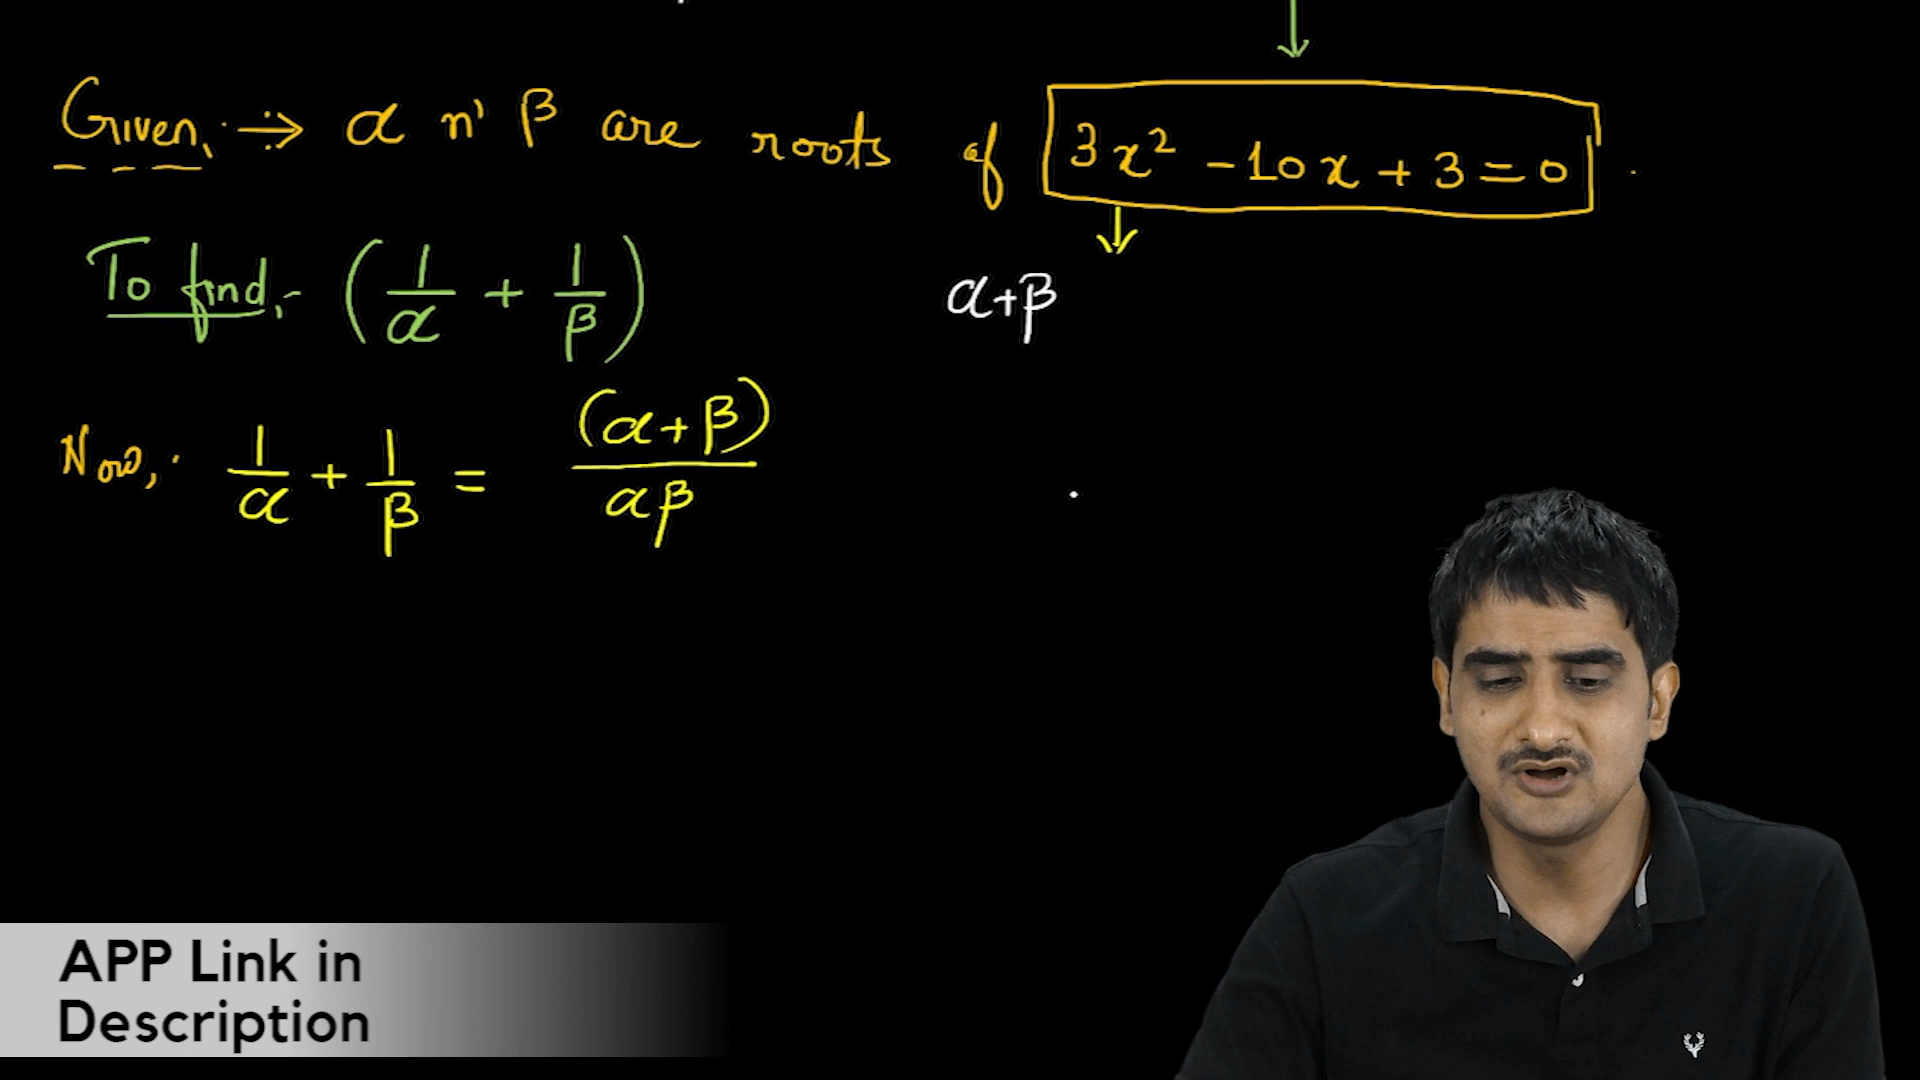 Given, :→ α n' β are roots of 3x² - 10x + 3 = 0 .
To find,- (1/α + 1/β)
α+β
Now, 1/α + 1/β = (α+β)/αβ
APP Link in
Description